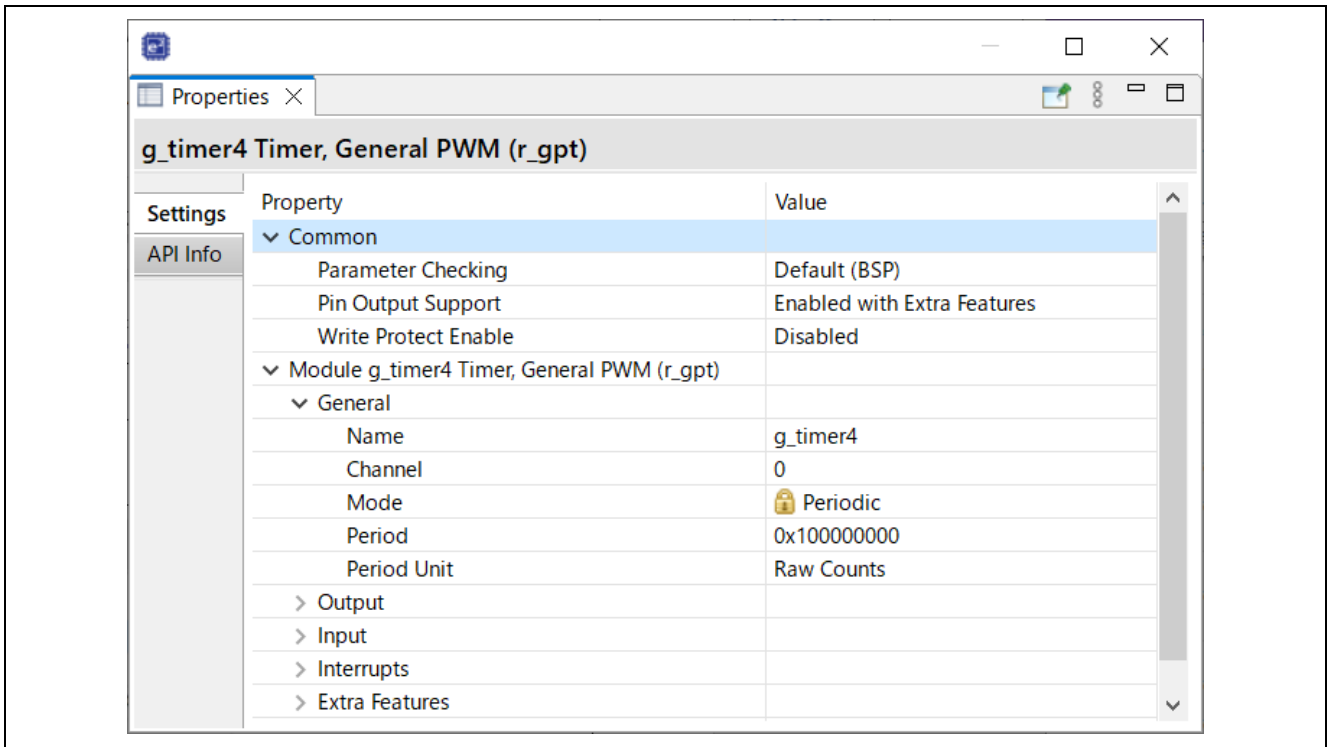 Properties
g_timer4 Timer, General PWM (r_gpt)
Settings
API Info
Property Value
Common
Parameter Checking Default (BSP)
Pin Output Support Enabled with Extra Features
Write Protect Enable Disabled
Module g_timer4 Timer, General PWM (r_gpt)
General
Name g_timer4
Channel 0
Mode Periodic
Period 0x100000000
Period Unit Raw Counts
Output
Input
Interrupts
Extra Features